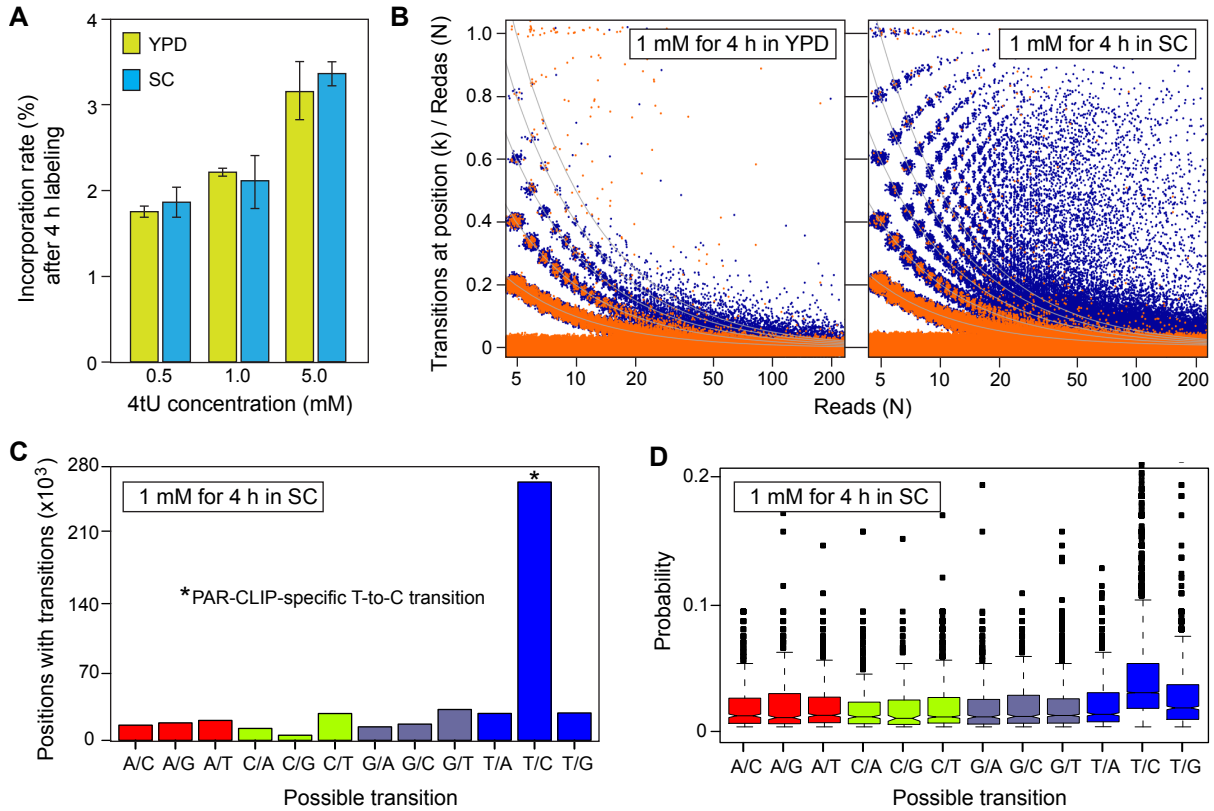 A
4
3
2
1
0
YPD
SC
Incorporation rate (%)
after 4 h labeling
0.5 1.0 5.0
4tU concentration (mM)
B
1.0
0.8
0.6
0.4
0.2
0
Transitions at position (k) / Redas (N)
1 mM for 4 h in YPD
1 mM for 4 h in SC
5 10 20 50 100 200
5 10 20 50 100 200
Reads (N)
C
280
210
140
70
0
Positions with transitions (x10³)
1 mM for 4 h in SC
*
*PAR-CLIP-specific T-to-C transition
A/C A/G A/T C/A C/G C/T G/A G/C G/T T/A T/C T/G
Possible transition
D
0.2
0.1
0
Probability
1 mM for 4 h in SC
A/C A/G A/T C/A C/G C/T G/A G/C G/T T/A T/C T/G
Possible transition